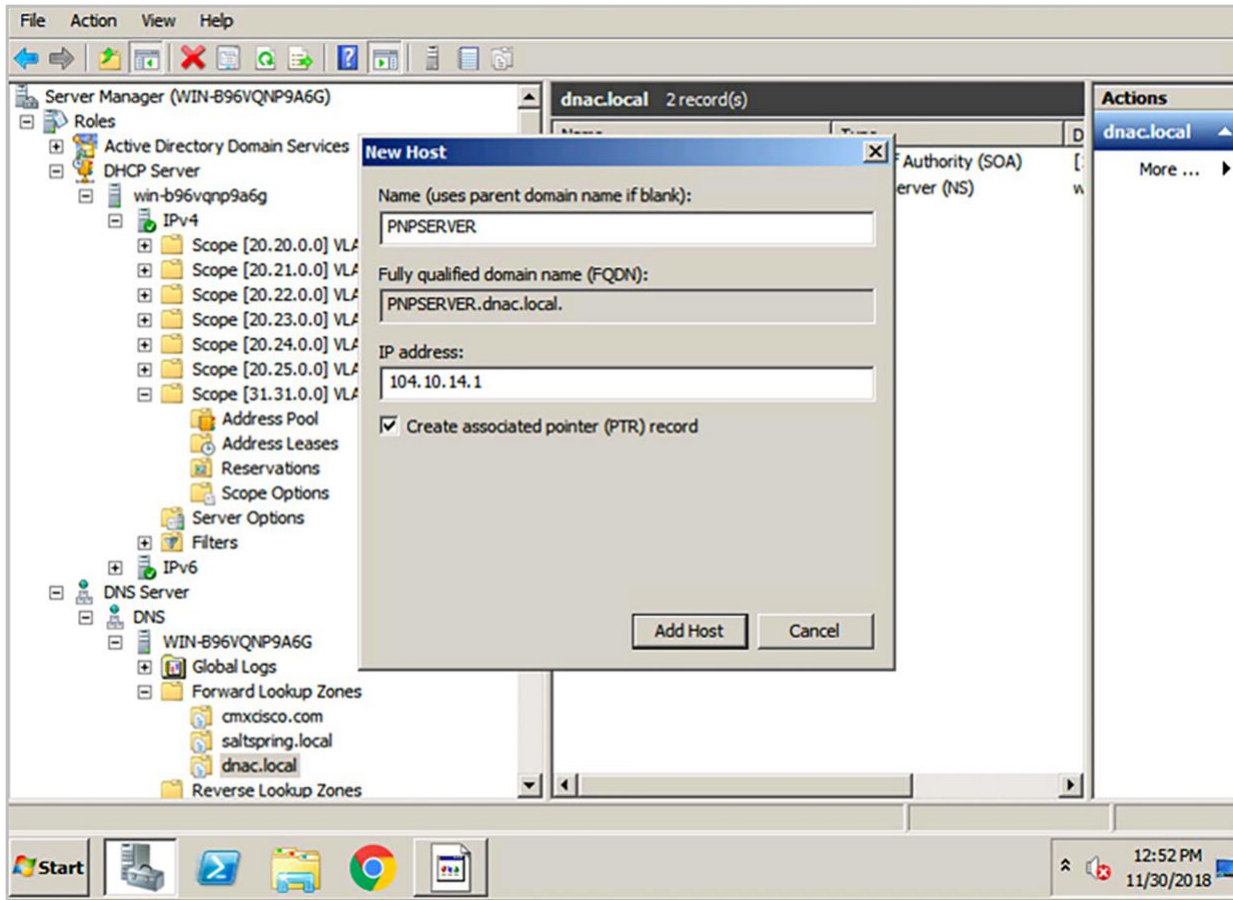 File Action View Help
Server Manager (WIN-B96VQNP9A6G)
Roles
Active Directory Domain Services
DHCP Server
win-b96vqnp9a6g
IPv4
Scope [20.20.0.0] VLA
Scope [20.21.0.0] VLA
Scope [20.22.0.0] VLA
Scope [20.23.0.0] VLA
Scope [20.24.0.0] VLA
Scope [20.25.0.0] VLA
Scope [31.31.0.0] VLA
Address Pool
Address Leases
Reservations
Scope Options
Server Options
Filters
IPv6
DNS Server
DNS
WIN-B96VQNP9A6G
Global Logs
Forward Lookup Zones
cmxcisco.com
saltspring.local
dnac.local
Reverse Lookup Zones
dnac.local 2 record(s)
Name Type D
f Authority (SOA) [
erver (NS) w
New Host
Name (uses parent domain name if blank):
PNPSERVER
Fully qualified domain name (FQDN):
PNPSERVER.dnac.local.
IP address:
104.10.14.1
Create associated pointer (PTR) record
Add Host Cancel
Actions
dnac.local
More ...
Start
12:52 PM
11/30/2018